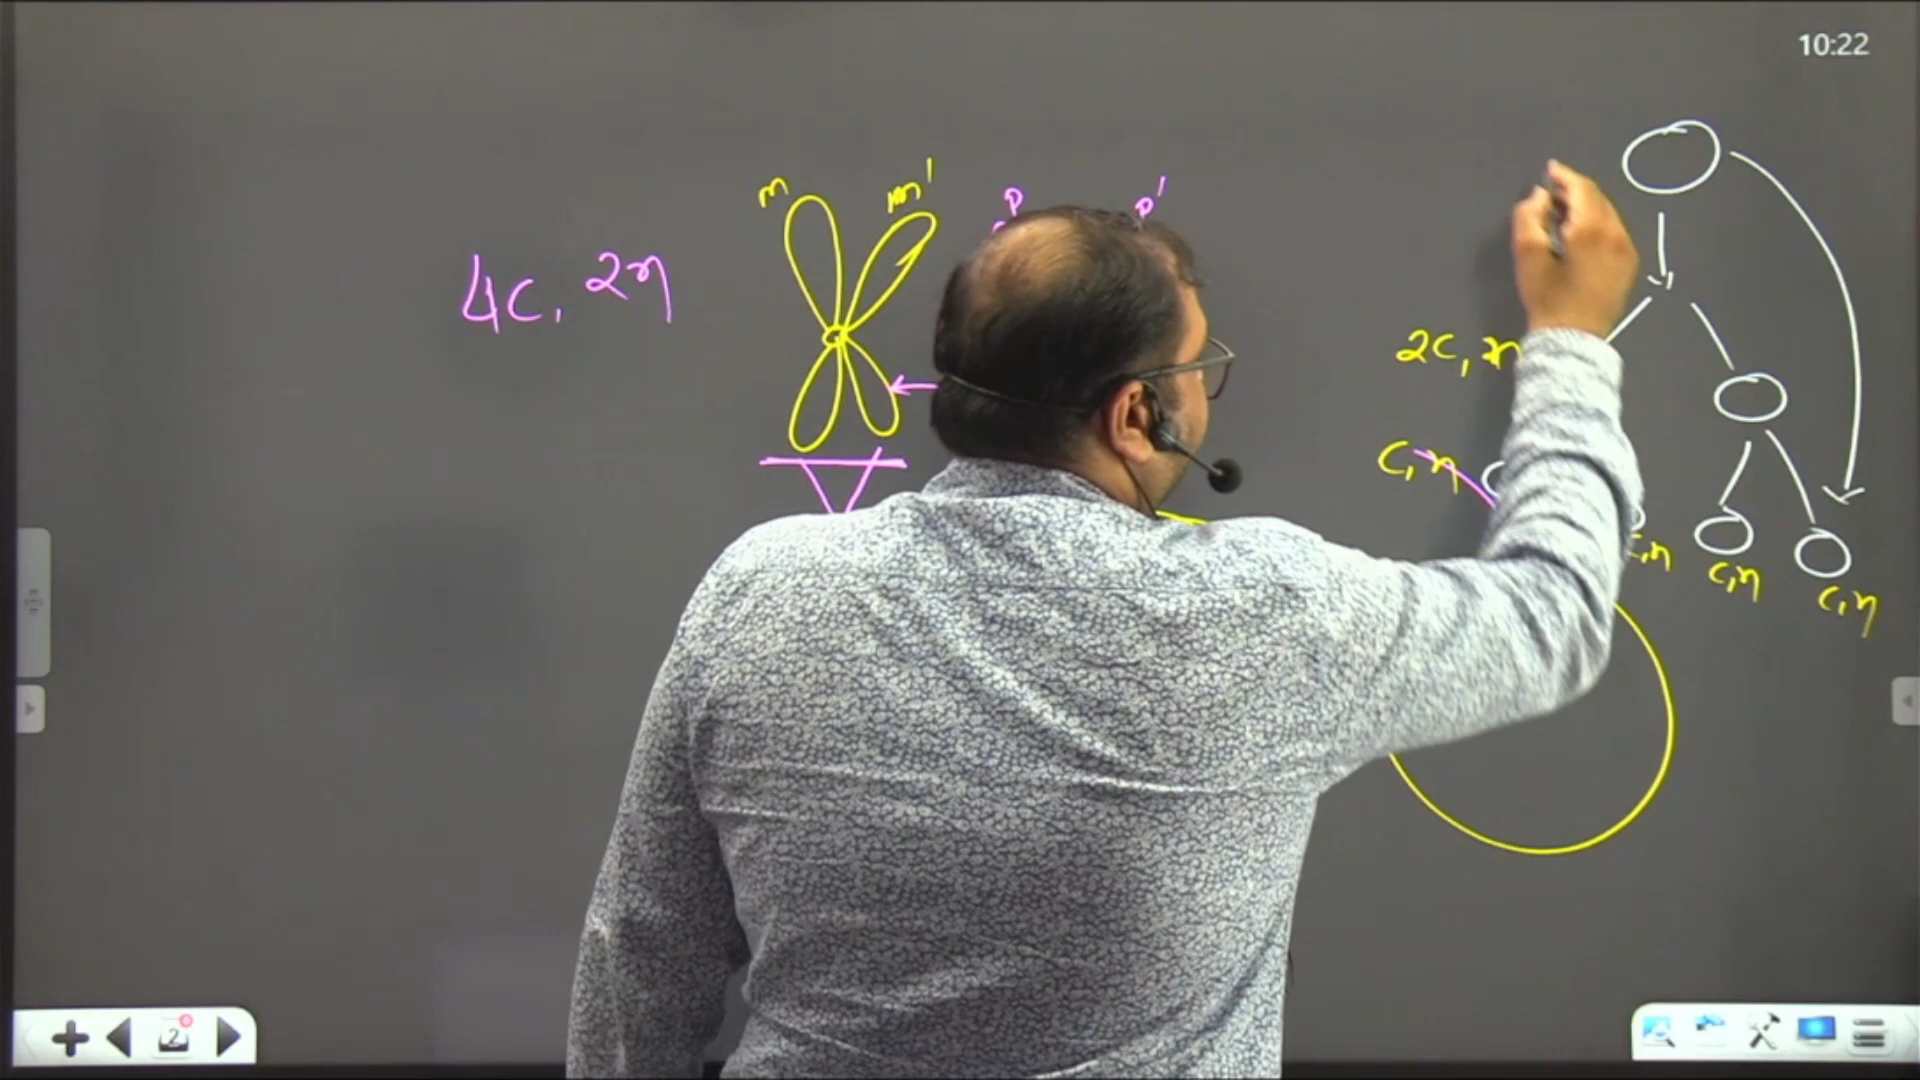 10:22
m m' p p'
4C, 2n
2C, n
C, n
C, n
C, n
C, n
2